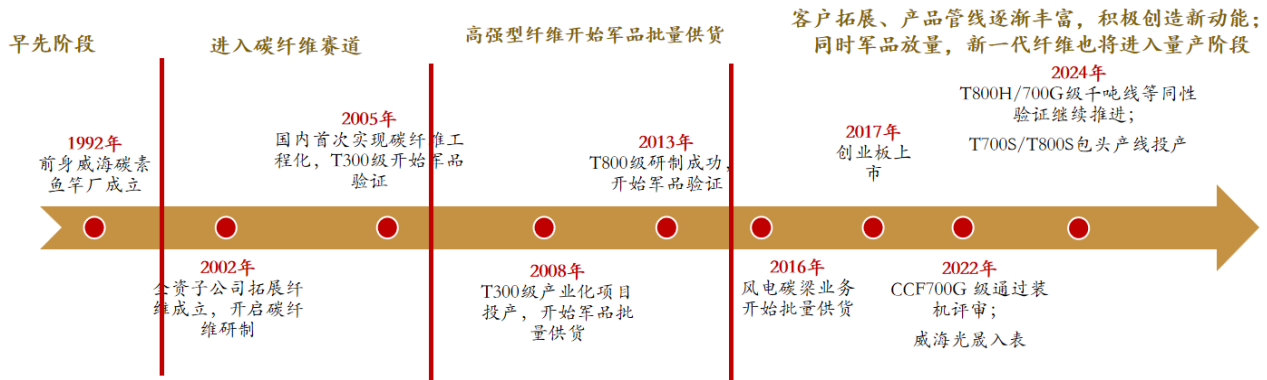 早先阶段
进入碳纤维赛道
高强型纤维开始军品批量供货
客户拓展、产品管线逐渐丰富，积极创造新动能；
同时军品放量，新一代纤维也将进入量产阶段
1992年
前身威海碳素
鱼竿厂成立
2002年
全资子公司拓展纤
维成立，开启碳纤
维研制
2005年
国内首次实现碳纤维工
程化，T300级开始军品
验证
2008年
T300级产业化项目
投产，开始军品批
量供货
2013年
T800级研制成功，
开始军品验证
2016年
风电碳梁业务
开始批量供货
2017年
创业板上
市
2022年
CCF700G 级通过装
机评审；
威海光晟入表
2024年
T800H/700G级千吨线等同性
验证继续推进；
T700S/T800S包头产线投产